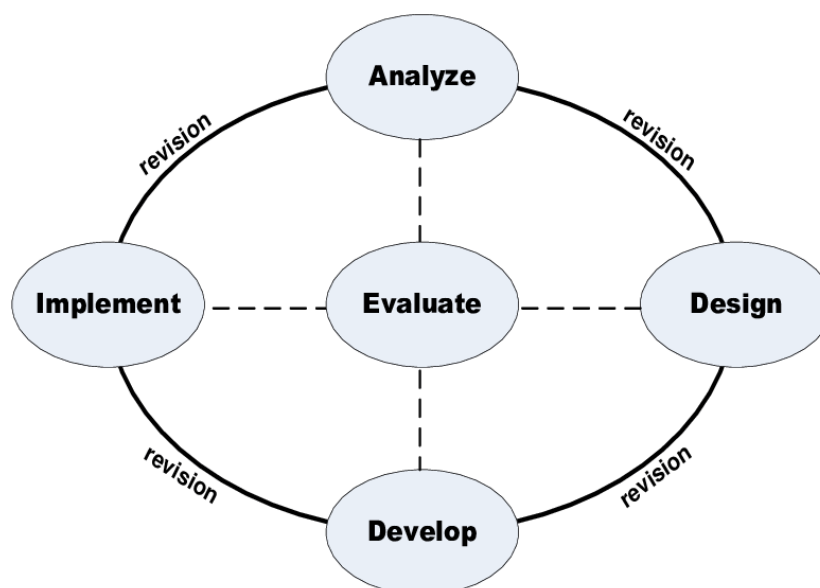 Analyze
revision
revision
Implement
Evaluate
Design
revision
revision
Develop